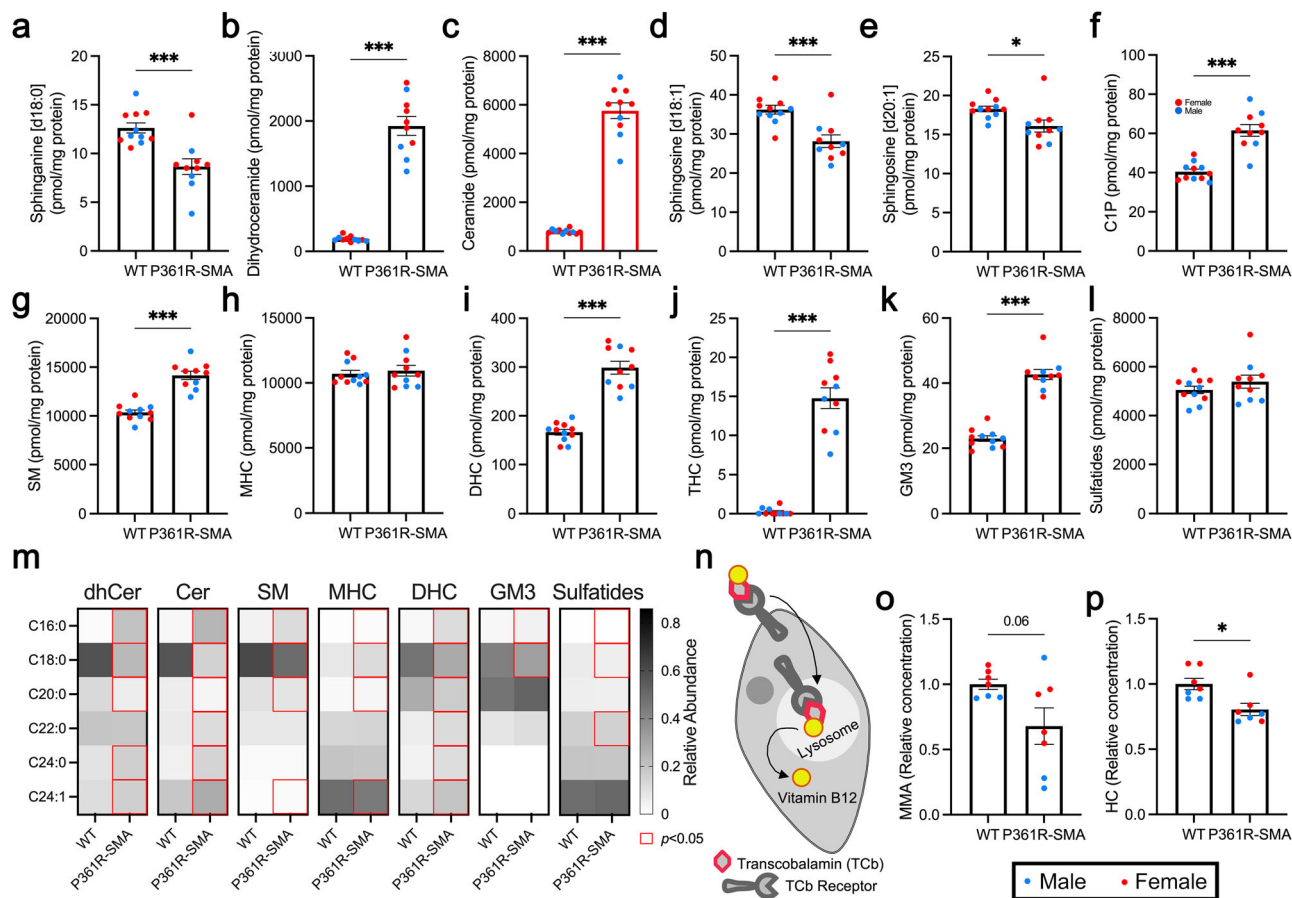 a
Sphinganine [d18:0]
(pmol/mg protein)
20
15
10
5
0
***
WT P361R-SMA
b
Dihydroceramide (pmol/mg protein)
3000
2000
1000
0
***
WT P361R-SMA
c
Ceramide (pmol/mg protein)
8000
6000
4000
2000
0
***
WT P361R-SMA
d
Sphingosine [d18:1]
(pmol/mg protein)
50
40
30
20
10
0
***
WT P361R-SMA
e
Sphingosine [d20:1]
(pmol/mg protein)
25
20
15
10
5
0
*
WT P361R-SMA
f
C1P (pmol/mg protein)
100
80
60
40
20
0
***
Female
Male
WT P361R-SMA
g
SM (pmol/mg protein)
20000
15000
10000
5000
0
***
WT P361R-SMA
h
MHC (pmol/mg protein)
15000
10000
5000
0
WT P361R-SMA
i
DHC (pmol/mg protein)
400
300
200
100
0
***
WT P361R-SMA
j
THC (pmol/mg protein)
25
20
15
10
5
0
***
WT P361R-SMA
k
GM3 (pmol/mg protein)
60
40
20
0
***
WT P361R-SMA
l
Sulfatides (pmol/mg protein)
8000
6000
4000
2000
0
WT P361R-SMA
m
dhCer Cer SM MHC DHC GM3 Sulfatides
C16:0
C18:0
C20:0
C22:0
C24:0
C24:1
WT
P361R-SMA
WT
P361R-SMA
WT
P361R-SMA
WT
P361R-SMA
WT
P361R-SMA
WT
P361R-SMA
WT
P361R-SMA
0.8
0.6
0.4
0.2
0
Relative Abundance
p<0.05
n
Lysosome
Vitamin B12
Transcobalamin (TCb)
TCb Receptor
o
MMA (Relative concentration)
1.5
1.0
0.5
0.0
0.06
WT P361R-SMA
p
HC (Relative concentration)
1.5
1.0
0.5
0.0
*
WT P361R-SMA
Male Female